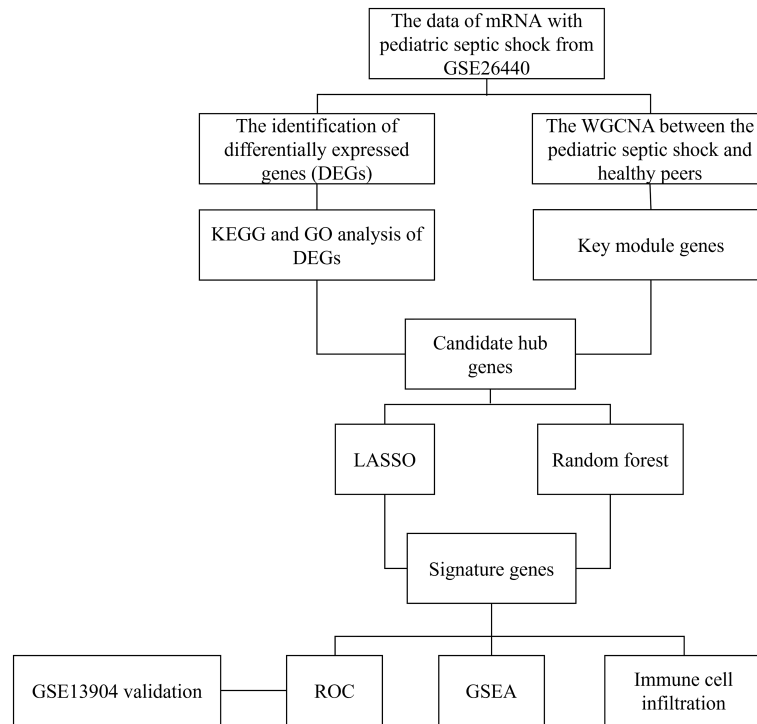 The data of mRNA with
pediatric septic shock from
GSE26440
The identification of
differentially expressed
genes (DEGs)
The WGCNA between the
pediatric septic shock and
healthy peers
KEGG and GO analysis of
DEGs
Key module genes
Candidate hub
genes
LASSO
Random forest
Signature genes
GSE13904 validation
ROC
GSEA
Immune cell
infiltration